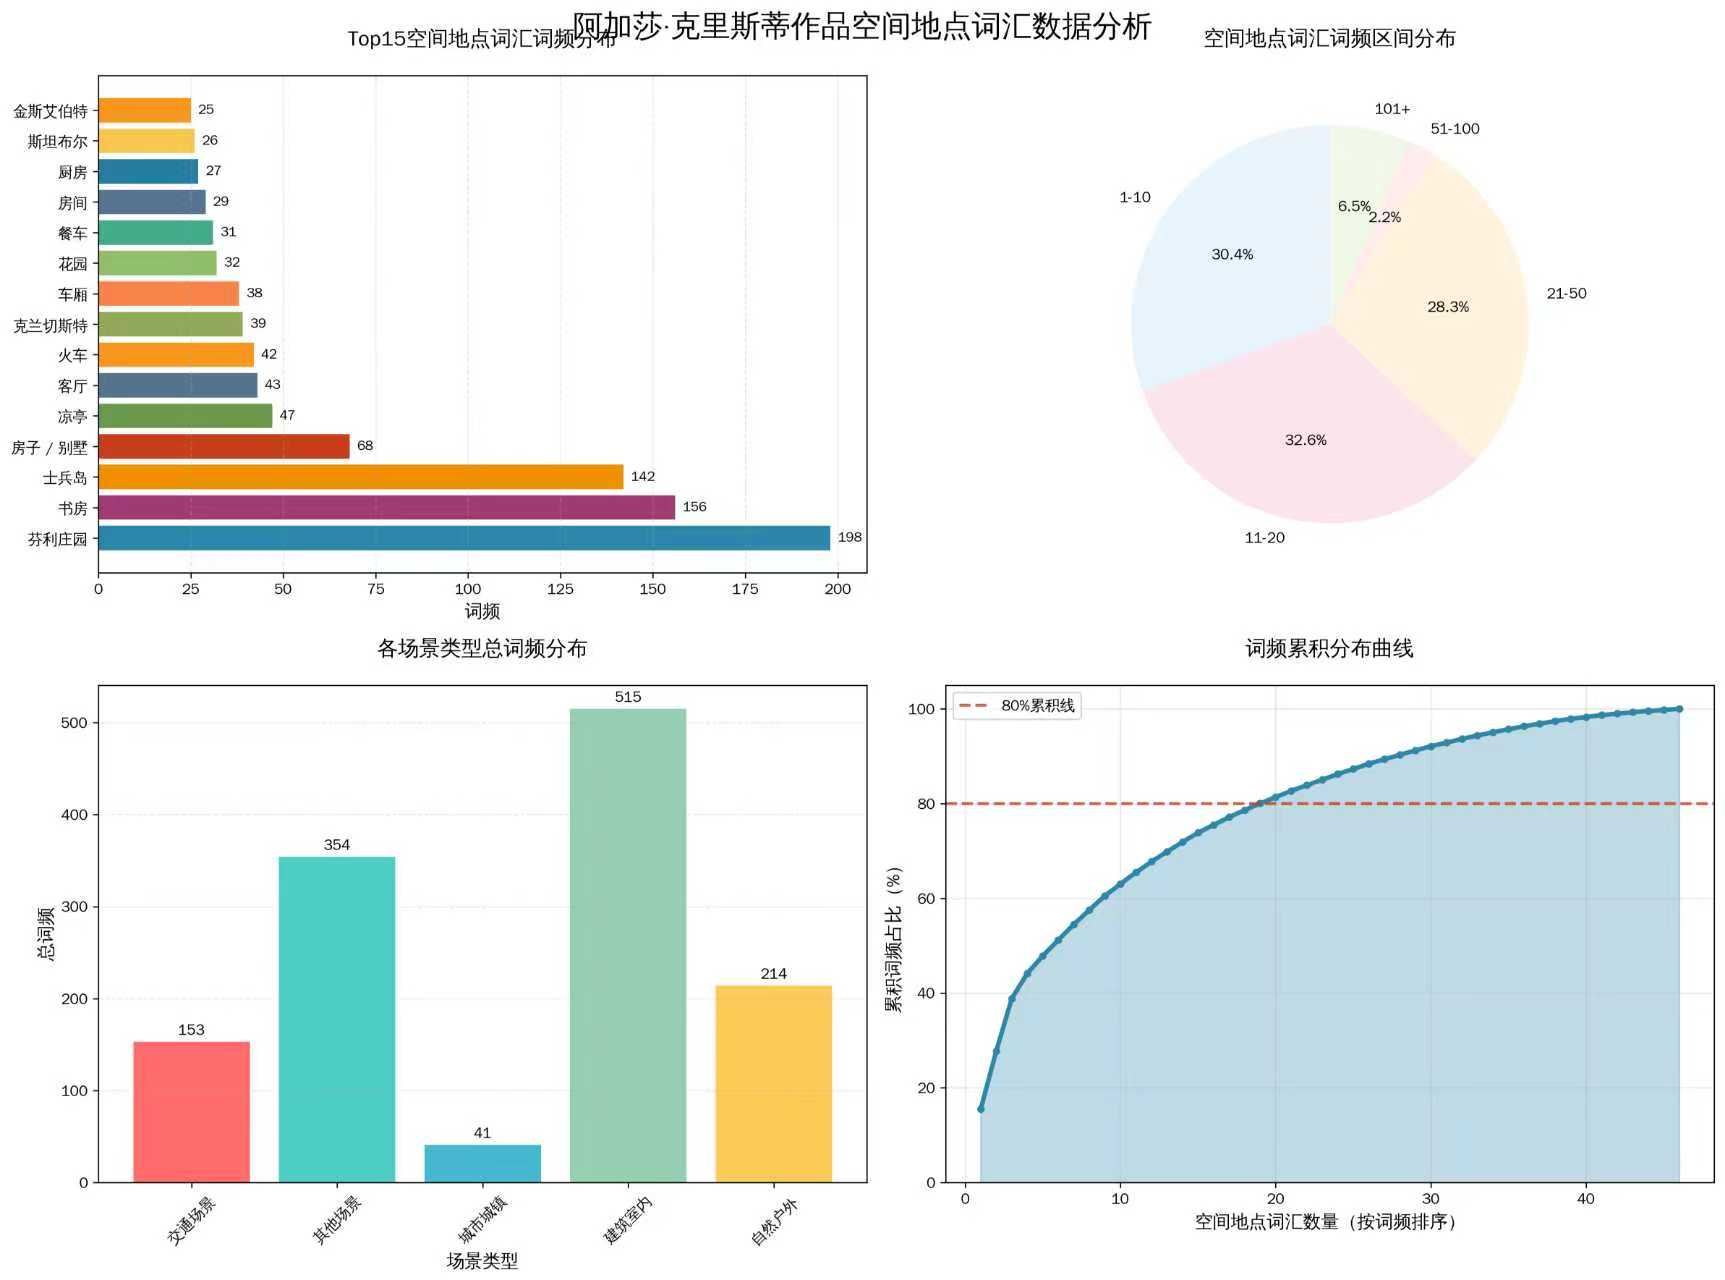 阿加莎·克里斯蒂作品空间地点词汇数据分析
Top15空间地点词汇词频分布
金斯艾伯特
25
斯坦布尔
26
厨房
27
房间
29
餐车
31
花园
32
车厢
38
克兰切斯特
39
火车
42
客厅
43
凉亭
47
房子 / 别墅
68
士兵岛
142
书房
156
芬利庄园
198
0
25
50
75
100
125
150
175
200
词频
空间地点词汇词频区间分布
101+
51-100
1-10
6.5%
2.2%
30.4%
21-50
28.3%
32.6%
11-20
各场景类型总词频分布
总词频
500
400
300
200
100
0
153
354
41
515
214
交通场景
其他场景
城市城镇
建筑室内
自然户外
场景类型
词频累积分布曲线
80%累积线
累积词频占比（%）
100
80
60
40
20
0
0
10
20
30
40
空间地点词汇数量（按词频排序）